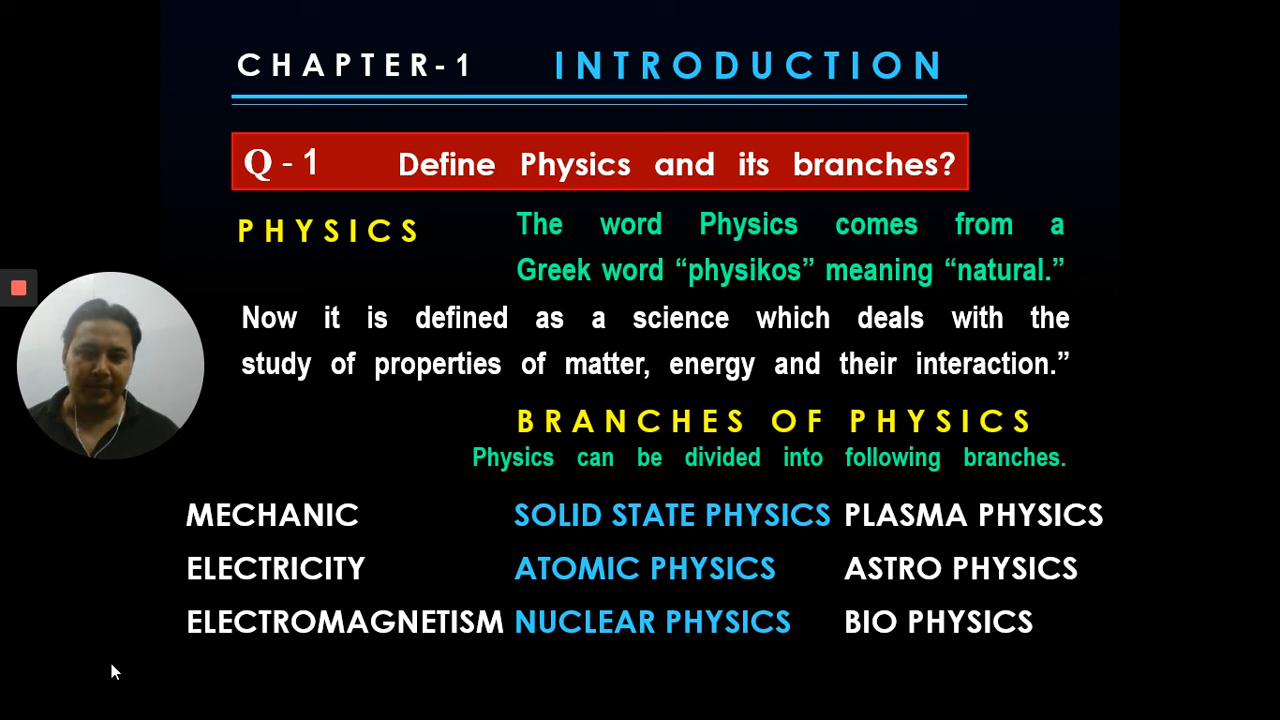 CHAPTER-1 INTRODUCTION
Q - 1 Define Physics and its branches?
PHYSICS
The word Physics comes from a
Greek word “physikos” meaning “natural.”
Now it is defined as a science which deals with the
study of properties of matter, energy and their interaction.”
BRANCHES OF PHYSICS
Physics can be divided into following branches.
MECHANIC SOLID STATE PHYSICS PLASMA PHYSICS
ELECTRICITY ATOMIC PHYSICS ASTRO PHYSICS
ELECTROMAGNETISM NUCLEAR PHYSICS BIO PHYSICS